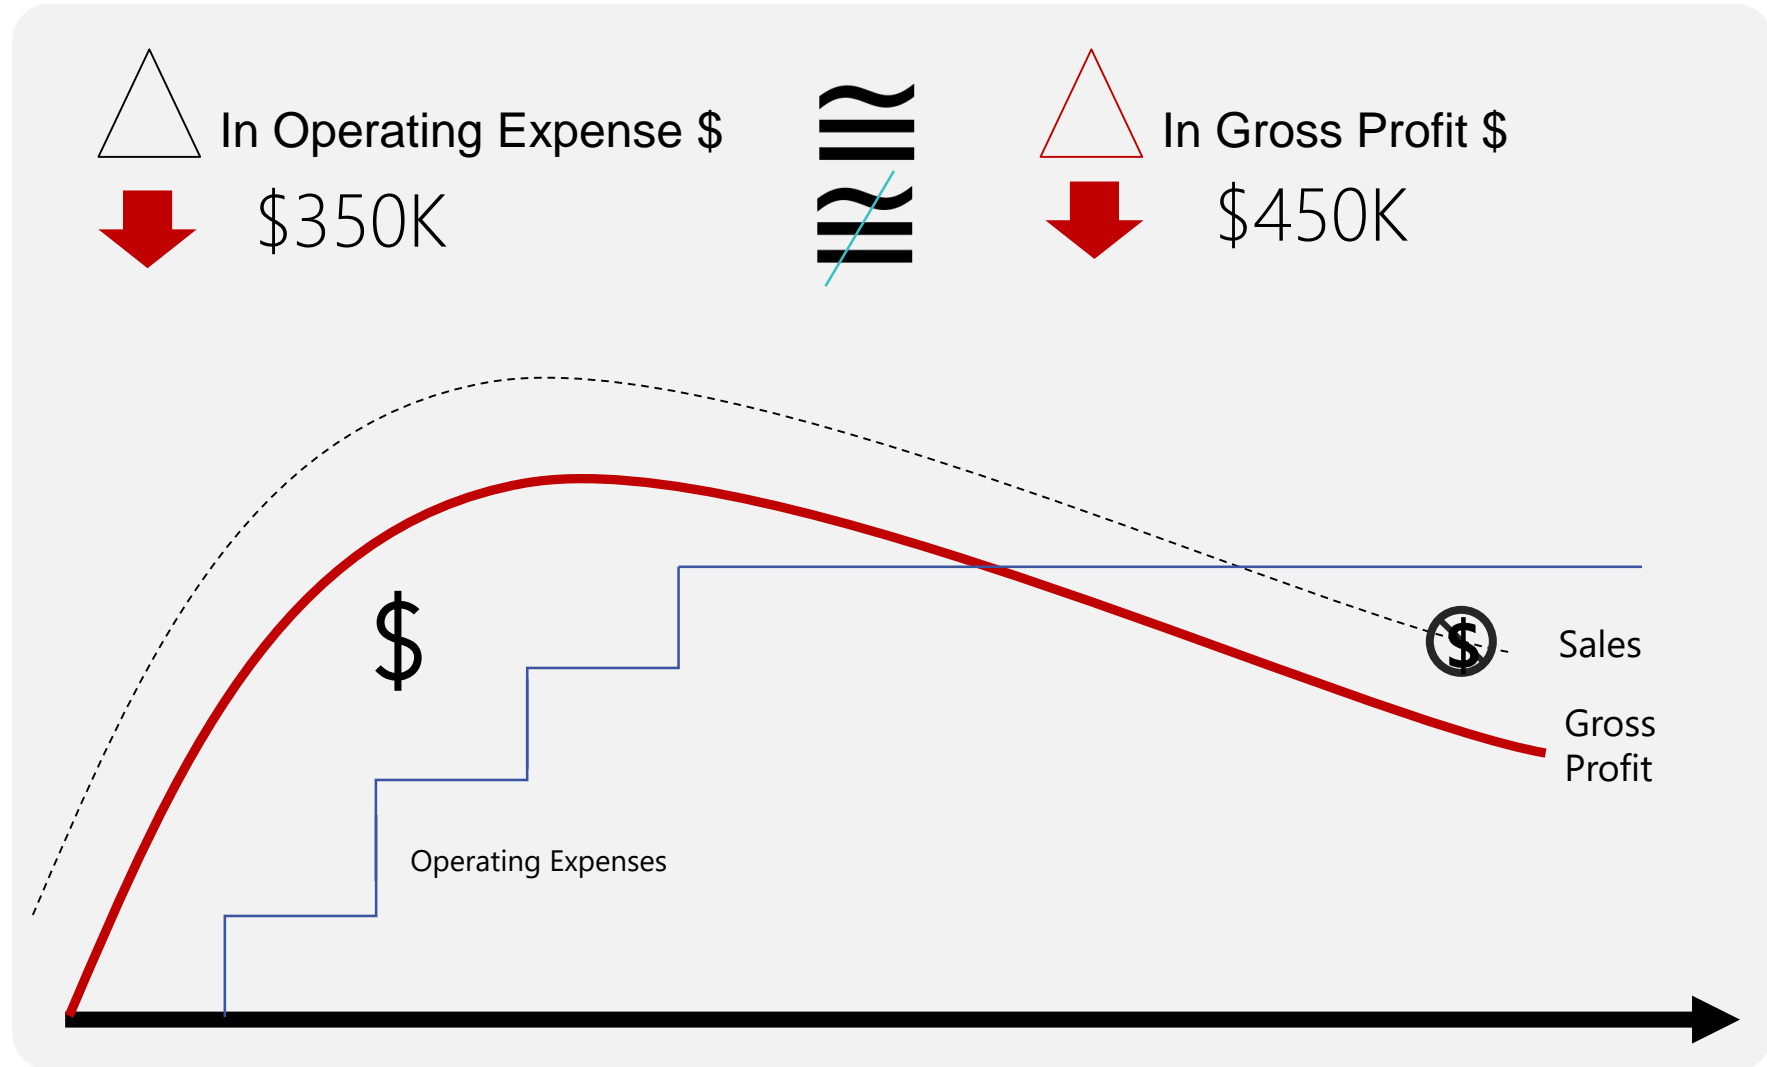 In Operating Expense $
≅
In Gross Profit $
$350K
≇
$450K
$
$
Sales
Gross
Profit
Operating Expenses